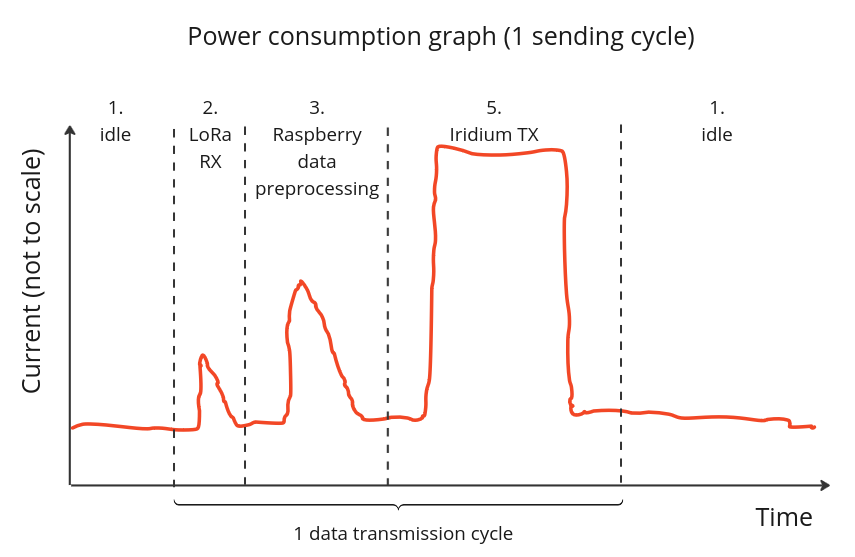 Power consumption graph (1 sending cycle)
1.
idle
2.
LoRa
RX
3.
Raspberry
data
preprocessing
5.
Iridium TX
1.
idle
Current (not to scale)
Time
1 data transmission cycle